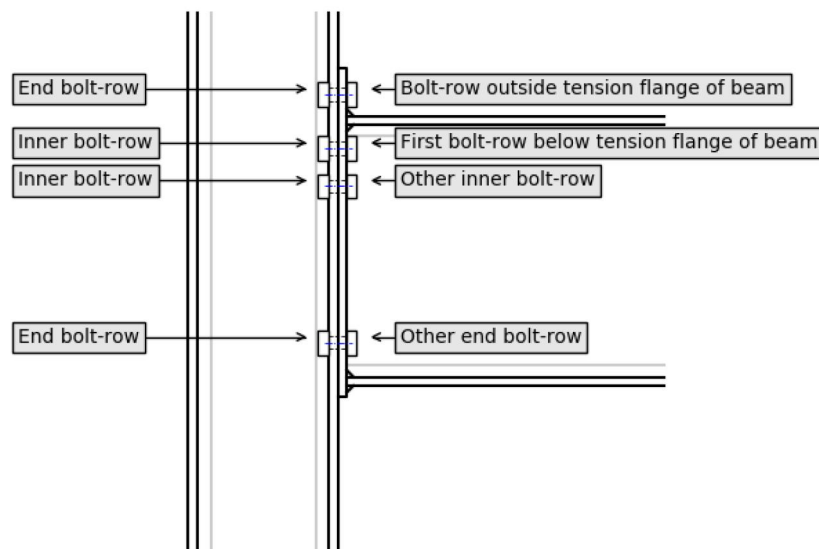 End bolt-row
Bolt-row outside tension flange of beam
Inner bolt-row
First bolt-row below tension flange of beam
Inner bolt-row
Other inner bolt-row
End bolt-row
Other end bolt-row